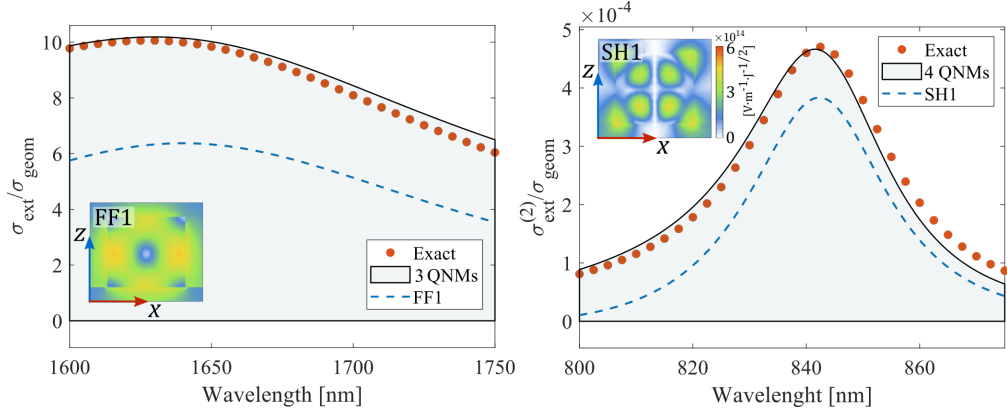 10
8
6
4
2
0
σext/σgeom
1600
1650
1700
1750
Wavelength [nm]
FF1
z
x
Exact
3 QNMs
FF1
×10-4
5
4
3
2
1
0
σ(2)ext/σgeom
800
820
840
860
Wavelenght [nm]
SH1
z
x
×1014
6
3
0
[V·m-1·J-1/2]
Exact
4 QNMs
SH1